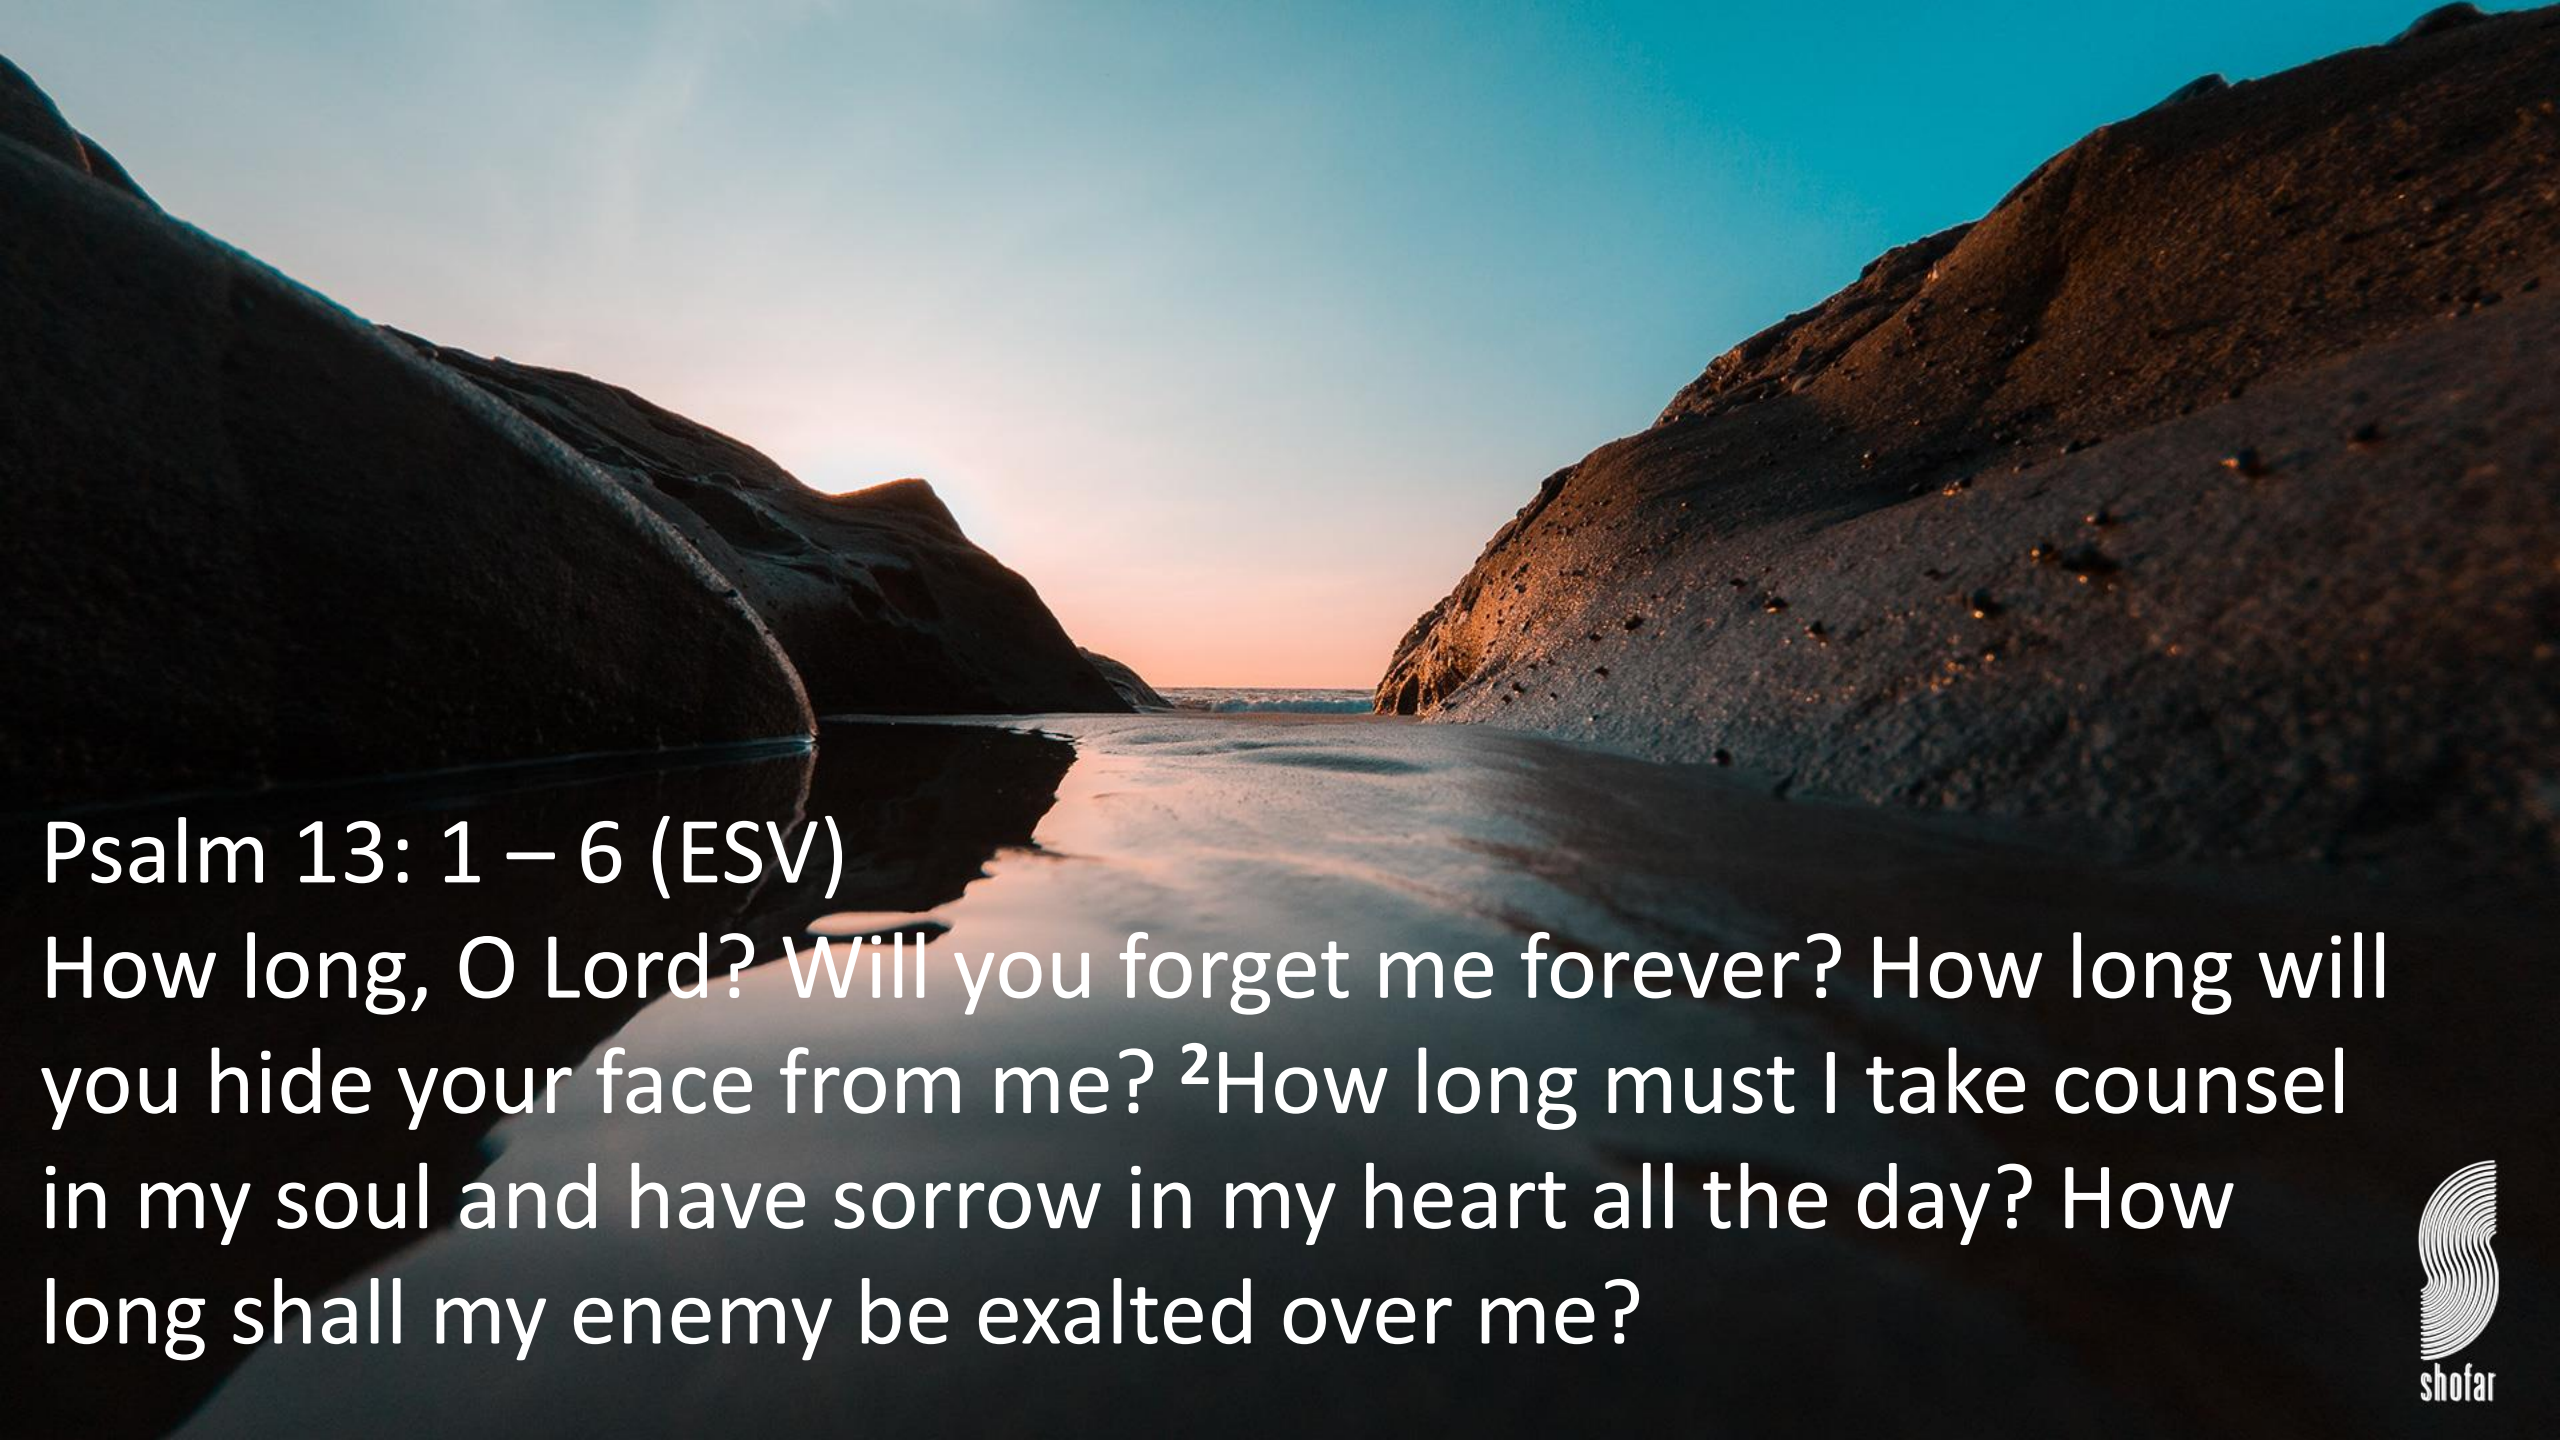 Psalm 13: 1 – 6 (ESV)
How long, O Lord? Will you forget me forever? How long will
you hide your face from me? ²How long must I take counsel
in my soul and have sorrow in my heart all the day? How
long shall my enemy be exalted over me?
shofar